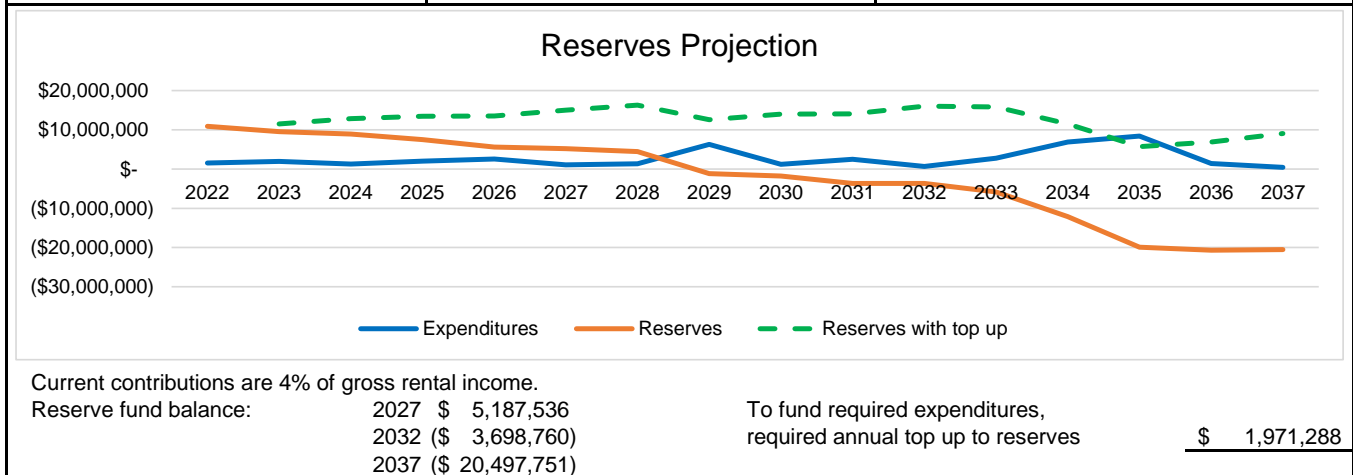 Reserves Projection
$20,000,000
$10,000,000
$-
2022 2023 2024 2025 2026 2027 2028 2029 2030 2031 2032 2033 2034 2035 2036 2037
($10,000,000)
($20,000,000)
($30,000,000)
Expenditures Reserves Reserves with top up
Current contributions are 4% of gross rental income.
Reserve fund balance: 2027 $ 5,187,536 To fund required expenditures,
2032 ($ 3,698,760) required annual top up to reserves $ 1,971,288
2037 ($ 20,497,751)